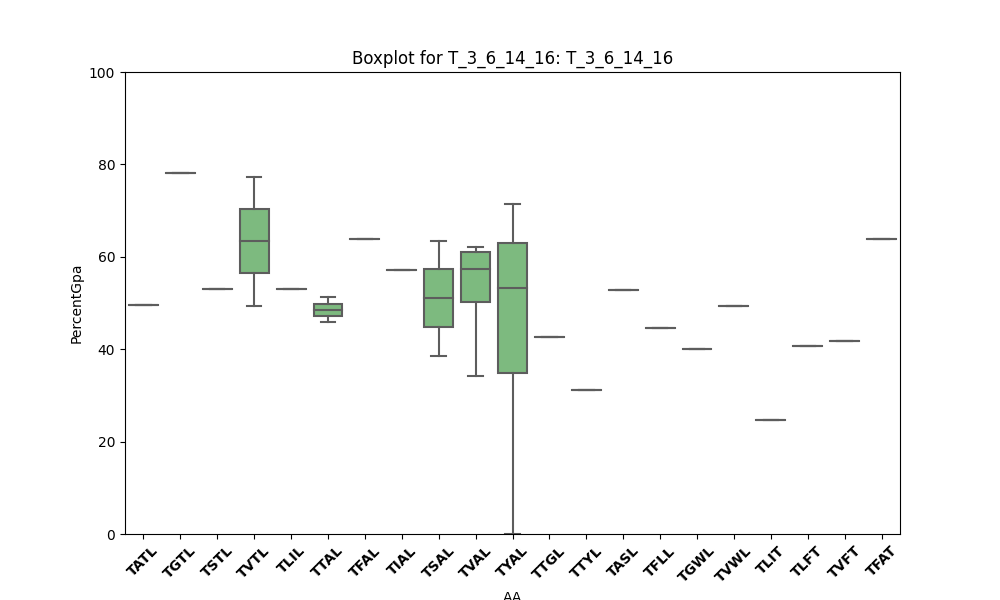 Boxplot for T_3_6_14_16: T_3_6_14_16
100
80
60
40
20
0
PercentGpa
TATL TGTL TSTL TVTL TLIL TTAL TFAL TIAL TSAL TVAL TYAL TTGL TTYL TASL TFLL TGWL TVWL TLIT TLFT TVFT TFAT
AA